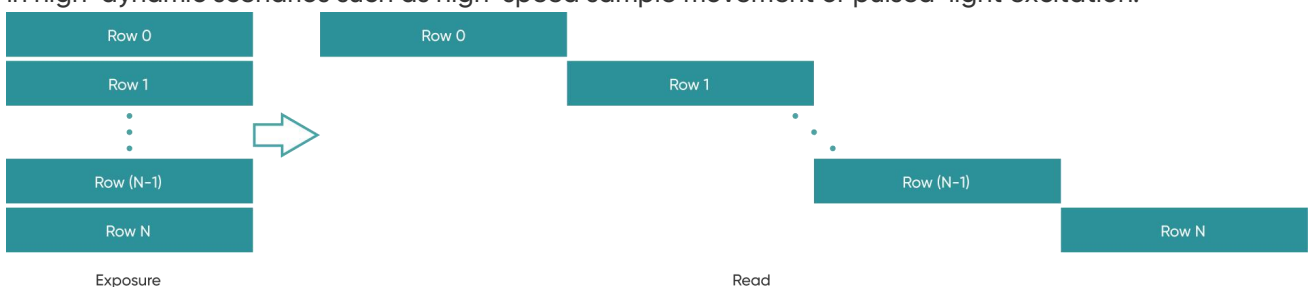 in high-dynamic scenarios such as high-speed sample movement or pulsed-light excitation.
Row 0
Row 0
Row 1
Row 1
Row (N-1)
Row (N-1)
Row N
Row N
Exposure
Read